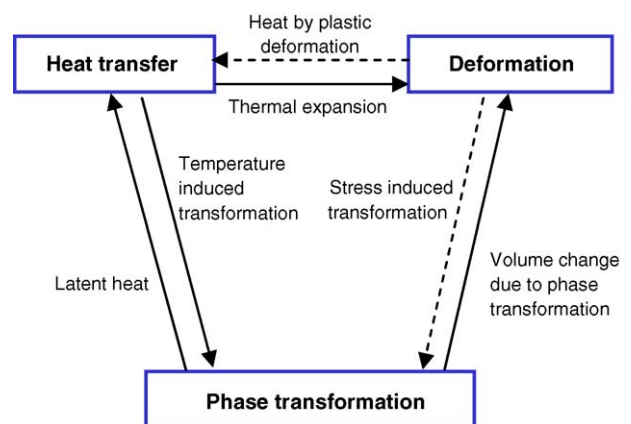 Heat by plastic
deformation
Heat transfer
Deformation
Thermal expansion
Temperature
induced
transformation
Stress induced
transformation
Latent heat
Volume change
due to phase
transformation
Phase transformation